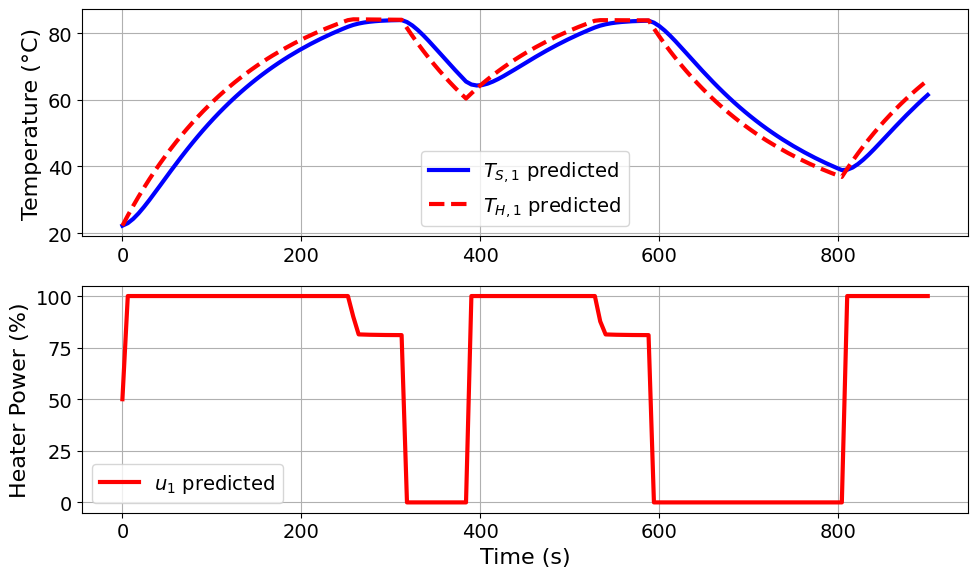 Temperature (°C)
80
60
40
20
T_{S,1} predicted
T_{H,1} predicted
0 200 400 600 800
Heater Power (%)
100
75
50
25
0
u_1 predicted
0 200 400 600 800
Time (s)